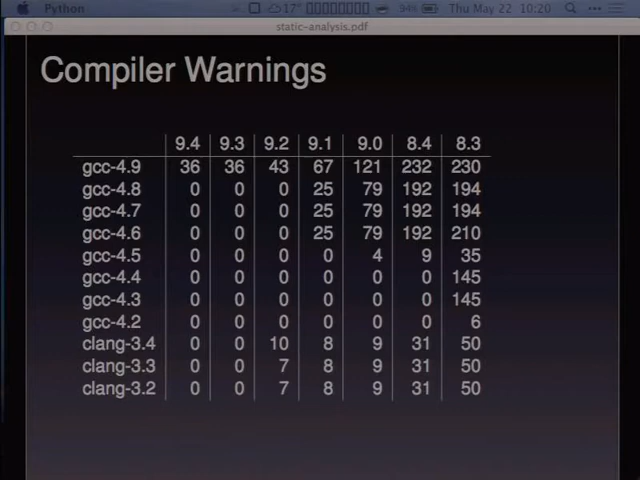 Python 17° 94% Thu May 22 10:20
static-analysis.pdf
Compiler Warnings
9.4 9.3 9.2 9.1 9.0 8.4 8.3
gcc-4.9 36 36 43 67 121 232 230
gcc-4.8 0 0 0 25 79 192 194
gcc-4.7 0 0 0 25 79 192 194
gcc-4.6 0 0 0 25 79 192 210
gcc-4.5 0 0 0 0 4 9 35
gcc-4.4 0 0 0 0 0 0 145
gcc-4.3 0 0 0 0 0 0 145
gcc-4.2 0 0 0 0 0 0 6
clang-3.4 0 0 10 8 9 31 50
clang-3.3 0 0 7 8 9 31 50
clang-3.2 0 0 7 8 9 31 50